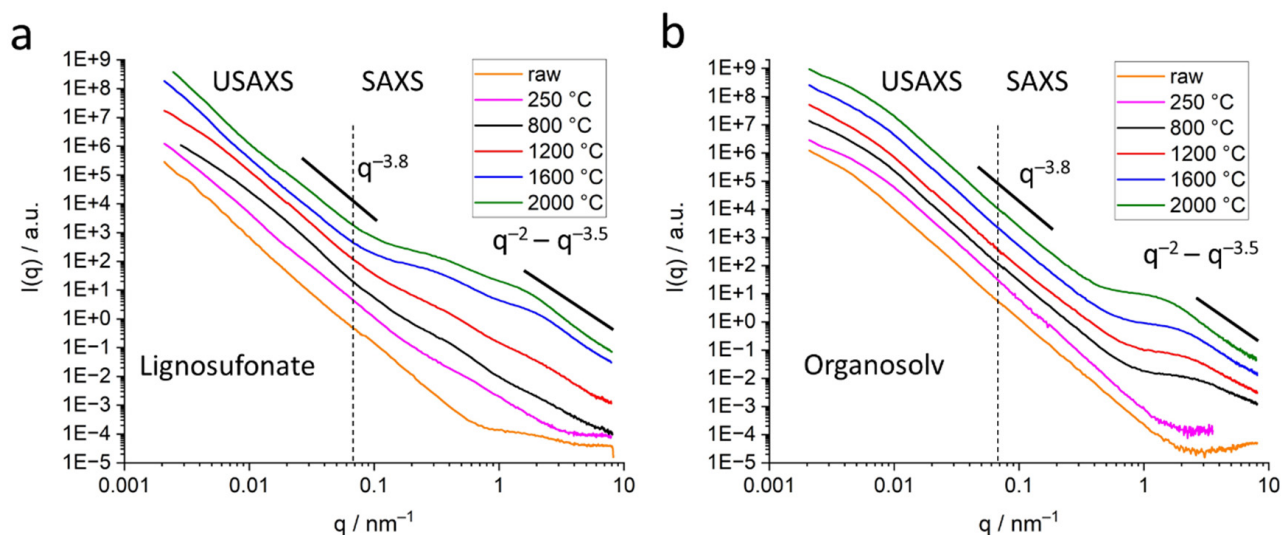 a
1E+9
1E+8
1E+7
1E+6
1E+5
1E+4
1E+3
1E+2
1E+1
1E+0
1E−1
1E−2
1E−3
1E−4
1E−5
I(q) / a.u.
USAXS SAXS
raw
250 °C
800 °C
1200 °C
1600 °C
2000 °C
q⁻³·⁸
q⁻² – q⁻³·⁵
Lignosufonate
0.001 0.01 0.1 1 10
q / nm⁻¹
b
1E+9
1E+8
1E+7
1E+6
1E+5
1E+4
1E+3
1E+2
1E+1
1E+0
1E−1
1E−2
1E−3
1E−4
1E−5
I(q) / a.u.
USAXS SAXS
raw
250 °C
800 °C
1200 °C
1600 °C
2000 °C
q⁻³·⁸
q⁻² – q⁻³·⁵
Organosolv
0.001 0.01 0.1 1 10
q / nm⁻¹